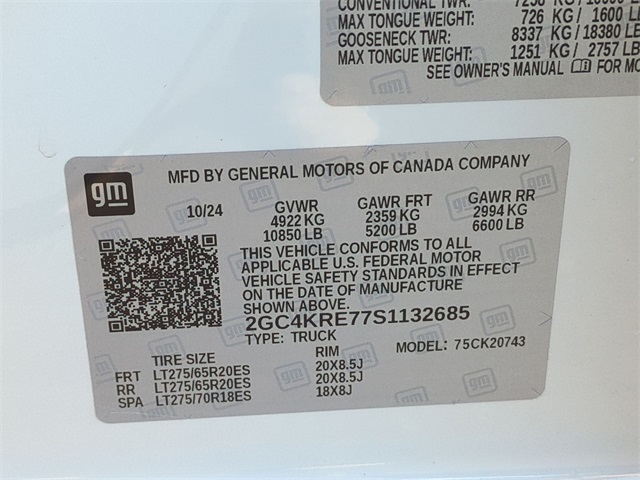 CONVENTIONAL TWR:
MAX TONGUE WEIGHT: 726 KG / 1600 LB
GOOSENECK TWR: 8337 KG / 18380 LB
MAX TONGUE WEIGHT: 1251 KG / 2757 LB
SEE OWNER'S MANUAL FOR
gm
MFD BY GENERAL MOTORS OF CANADA COMPANY
10/24 GVWR GAWR FRT GAWR RR
4922 KG 2359 KG 2994 KG
10850 LB 5200 LB 6600 LB
THIS VEHICLE CONFORMS TO ALL
APPLICABLE U.S. FEDERAL MOTOR
VEHICLE SAFETY STANDARDS IN EFFECT
ON THE DATE OF MANUFACTURE
SHOWN ABOVE.
2GC4KRE77S1132685
TYPE: TRUCK MODEL: 75CK20743
TIRE SIZE RIM
FRT LT275/65R20ES 20X8.5J
RR LT275/65R20ES 20X8.5J
SPA LT275/70R18ES 18X8J